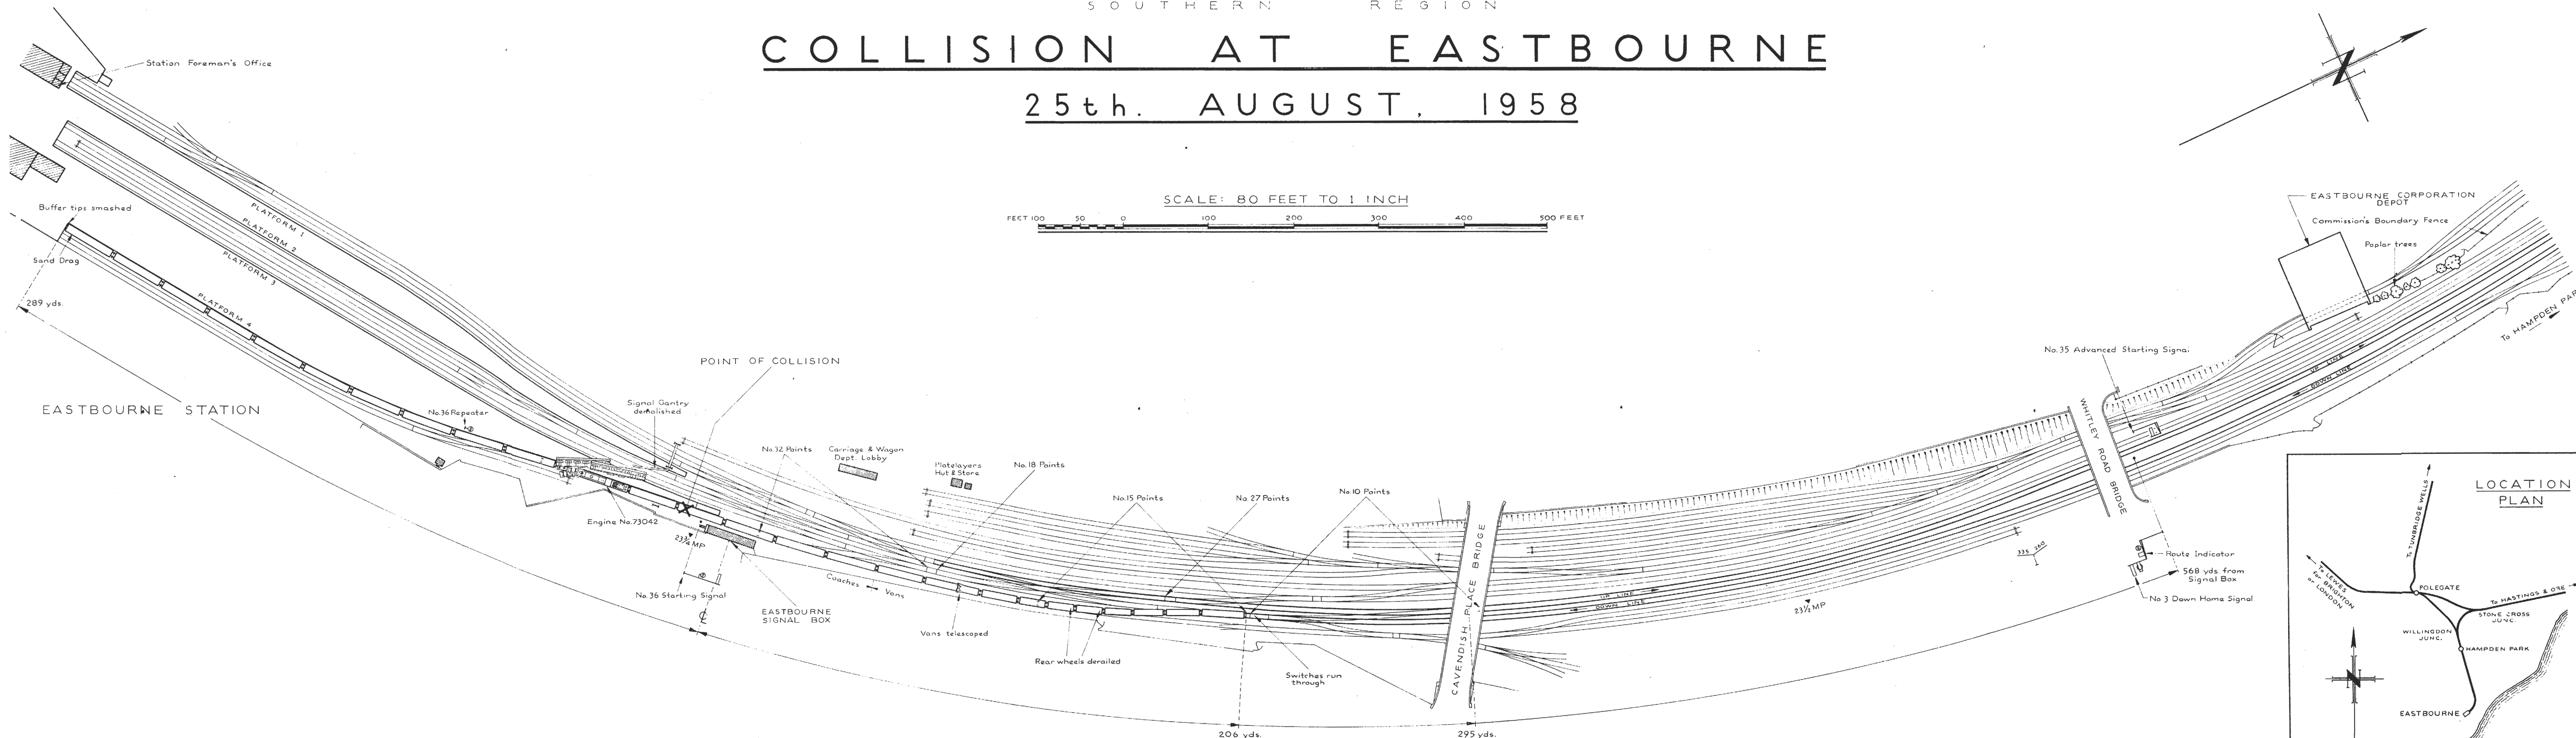 SOUTHERN REGION
COLLISION AT EASTBOURNE
25th. AUGUST, 1958
SCALE: 80 FEET TO 1 INCH
FEET 100 50 0 100 200 300 400 500 FEET
N
Station Foreman's Office
Buffer tips smashed
Sand Drag
289 yds.
PLATFORM 1
PLATFORM 2
PLATFORM 3
PLATFORM 4
EASTBOURNE STATION
No.36 Repeater
Signal Gantry
demolished
POINT OF COLLISION
Engine No.73042
23¾ MP
No.36 Starting Signal
EASTBOURNE
SIGNAL BOX
No.32 Points
Carriage & Wagon
Dept. Lobby
Platelayers
Hut & Store
No.18 Points
Coaches
Vans
Vans telescoped
Rear wheels derailed
No.15 Points
No.27 Points
No.10 Points
Switches run
through
206 yds.
295 yds.
CAVENDISH PLACE BRIDGE
UP LINE
DOWN LINE
23½ MP
335 260
WHITLEY ROAD BRIDGE
No.35 Advanced Starting Signal
Route Indicator
568 yds from
Signal Box
No 3 Down Home Signal
EASTBOURNE CORPORATION
DEPOT
Commission's Boundary Fence
Poplar trees
UP LINE
DOWN LINE
To HAMPDEN PAR
LOCATION
PLAN
To TUNBRIDGE WELLS
To LEWES
for BRIGHTON
or LONDON
POLEGATE
To HASTINGS & ORE
STONE CROSS
JUNC.
WILLINGDON
JUNC.
HAMPDEN PARK
N
EASTBOURNE